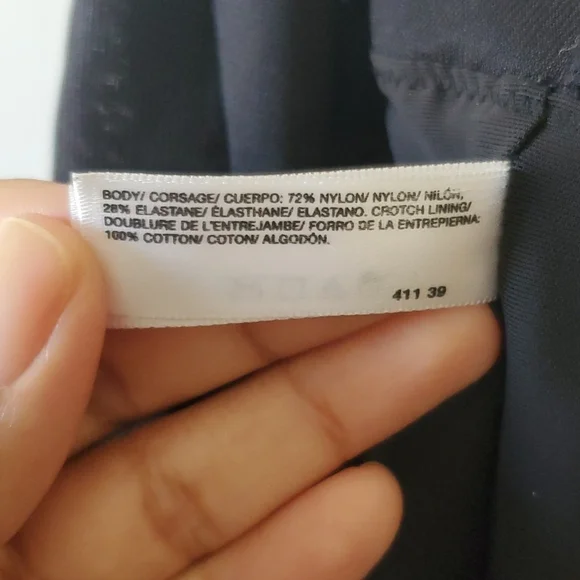 BODY/ CORSAGE/ CUERPO: 72% NYLON/ NYLON/ NILÓN,
28% ELASTANE/ ÉLASTHANE/ ELASTANO. CROTCH LINING/
DOUBLURE DE L'ENTREJAMBE/ FORRO DE LA ENTREPIERNA:
100% COTTON/ COTON/ ALGODÓN.
411 39